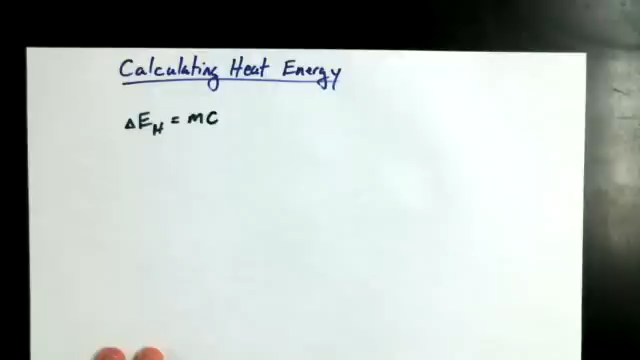 Calculating Heat Energy
ΔE_H = mC